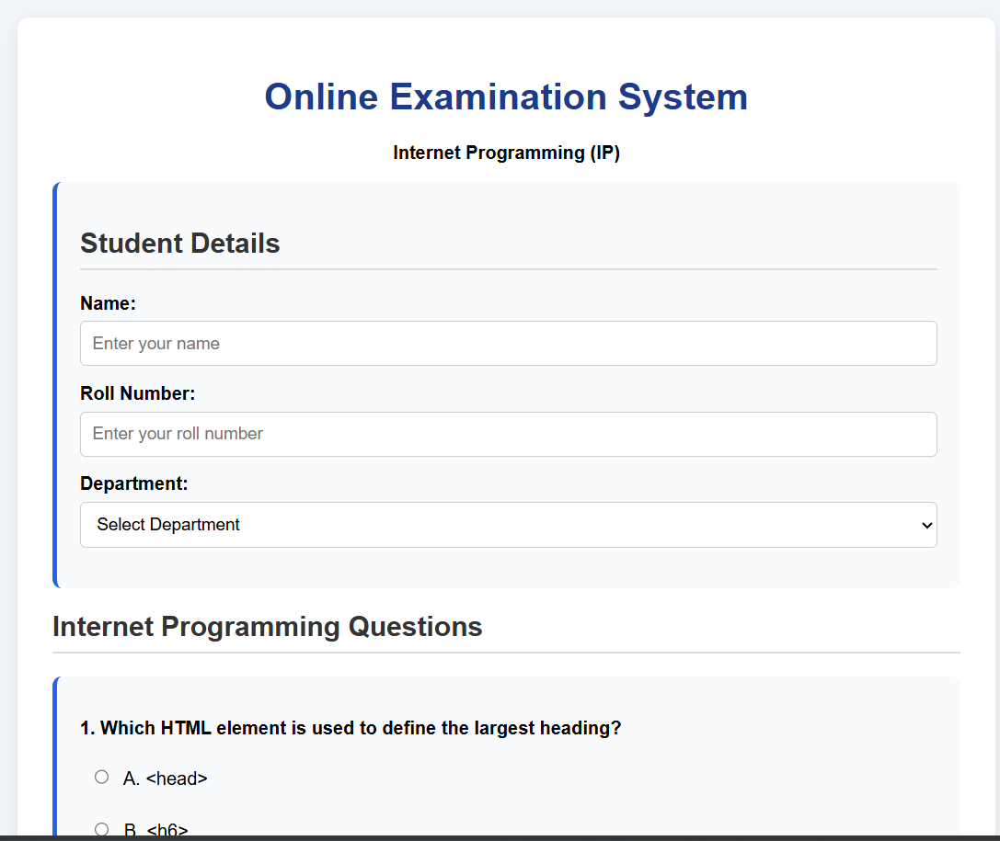 Online Examination System
Internet Programming (IP)
Student Details
Name:
Enter your name
Roll Number:
Enter your roll number
Department:
Select Department
Internet Programming Questions
1. Which HTML element is used to define the largest heading?
A. <head>
B. <h6>